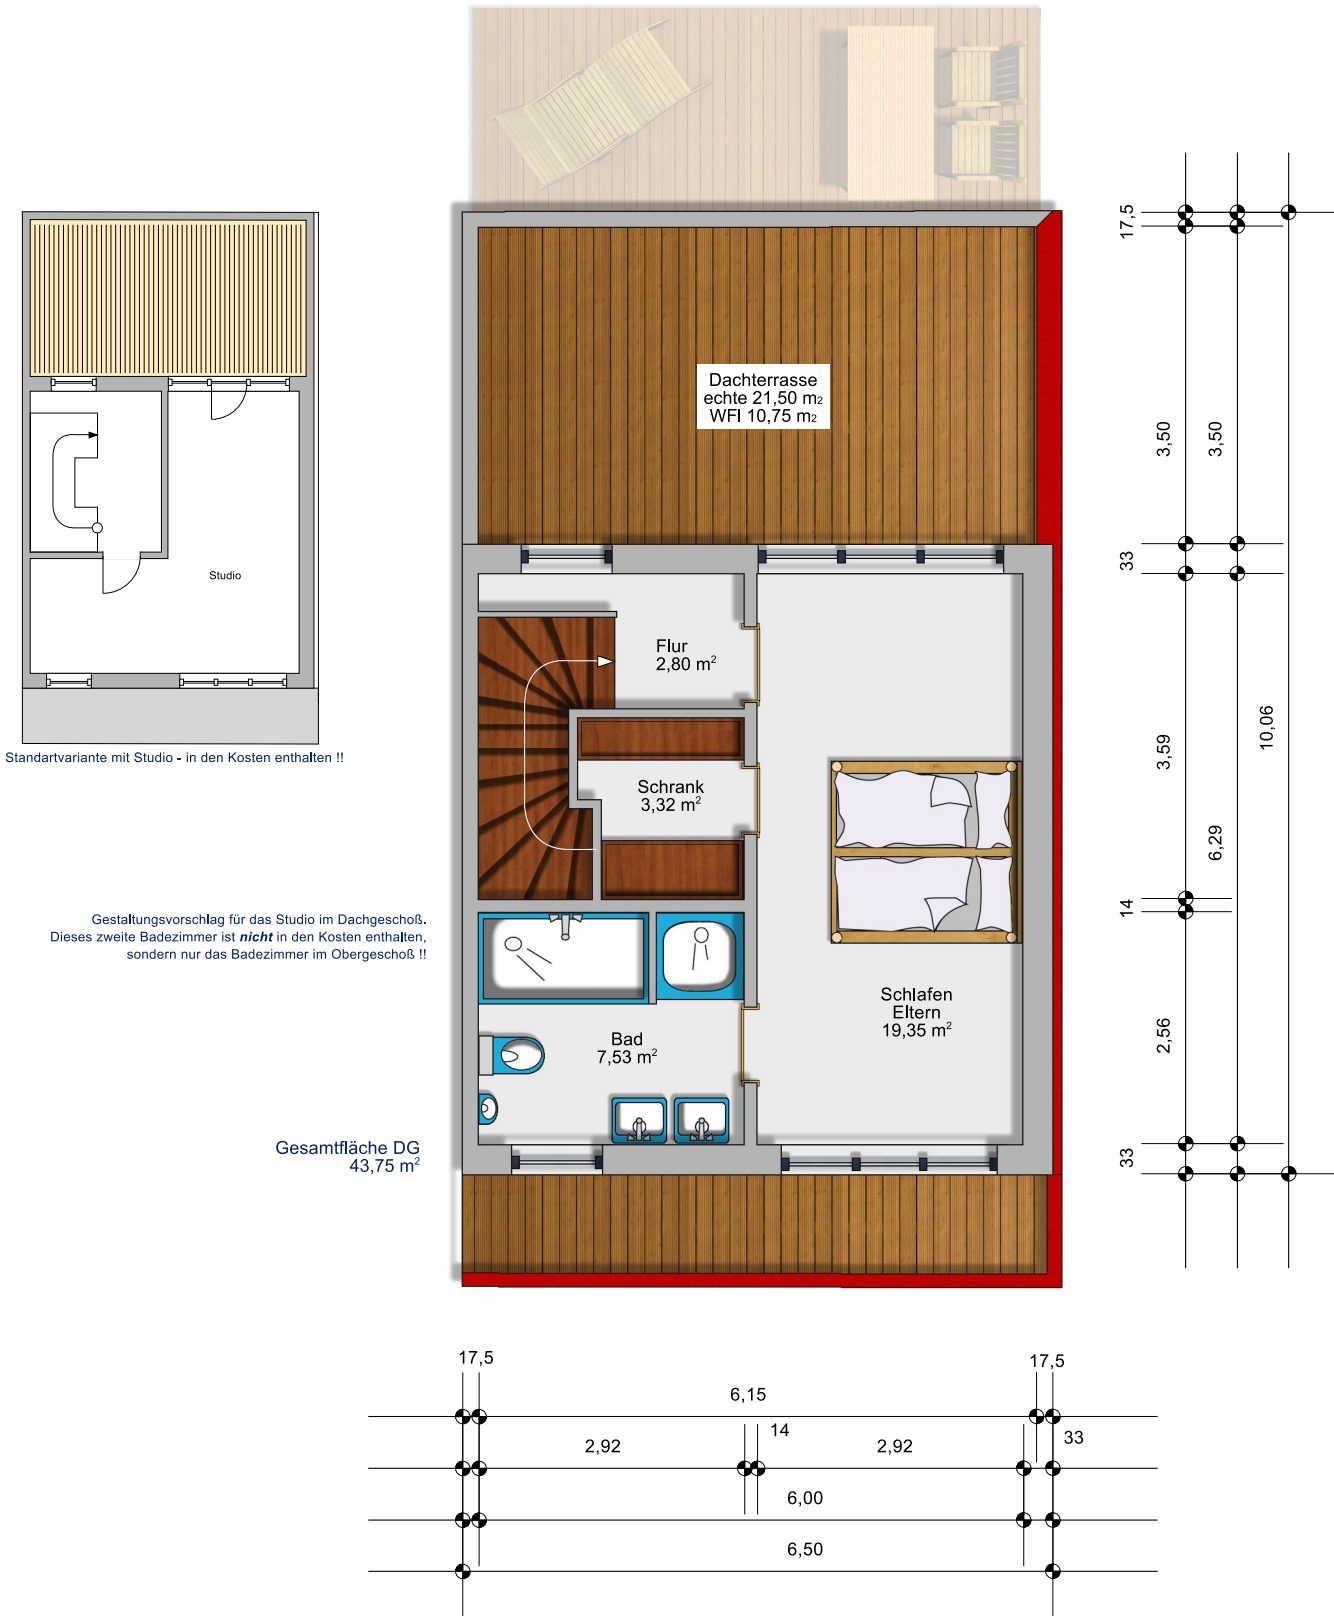 Dachterrasse
echte 21,50 m2
WFl 10,75 m2
Studio
Standartvariante mit Studio - in den Kosten enthalten !!
Flur
2,80 m²
Schrank
3,32 m²
Gestaltungsvorschlag für das Studio im Dachgeschoß.
Dieses zweite Badezimmer ist nicht in den Kosten enthalten,
sondern nur das Badezimmer im Obergeschoß !!
Schlafen
Eltern
19,35 m²
Bad
7,53 m²
Gesamtfläche DG
43,75 m²
17,5
3,50
3,50
33
10,06
3,59
6,29
14
2,56
33
17,5
17,5
6,15
14
33
2,92
2,92
6,00
6,50